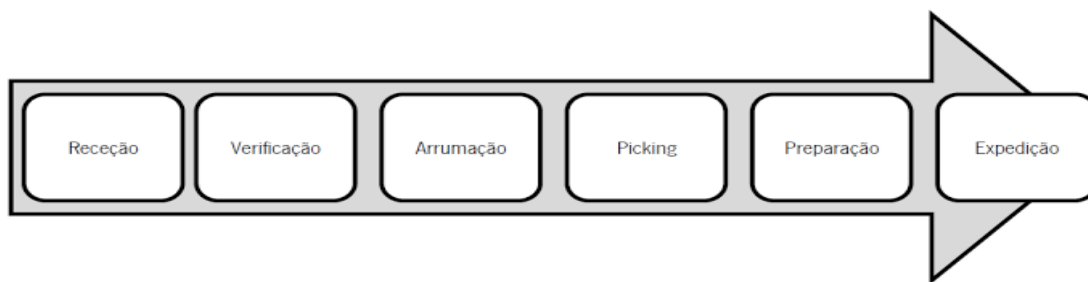 Receção
Verificação
Arrumação
Picking
Preparação
Expedição